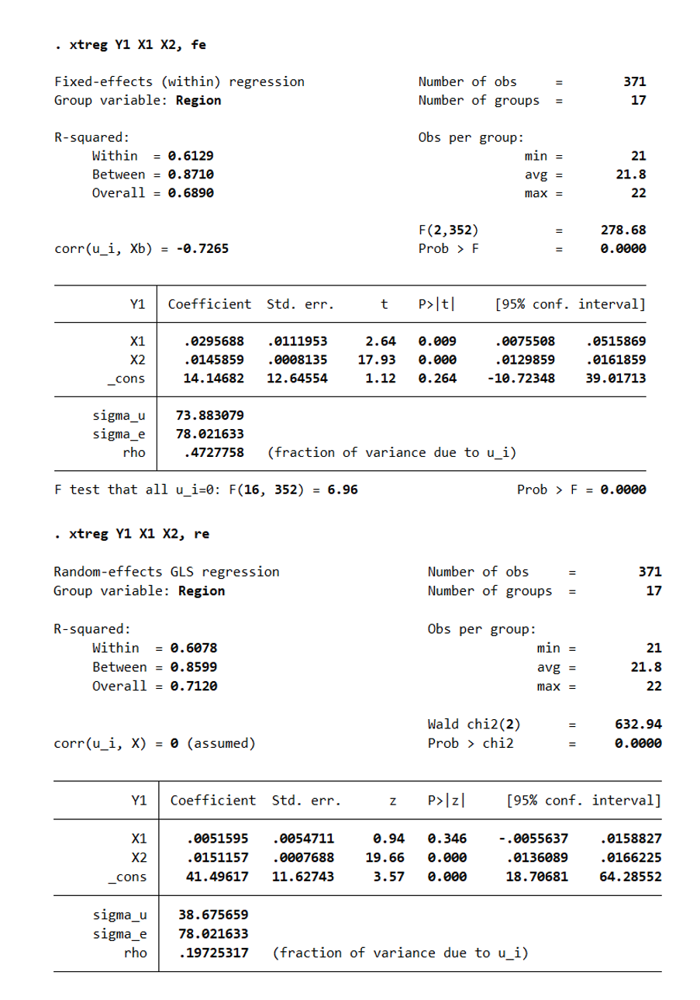 . xtreg Y1 X1 X2, fe
Fixed-effects (within) regression Number of obs = 371
Group variable: Region Number of groups = 17
R-squared: Obs per group:
Within = 0.6129 min = 21
Between = 0.8710 avg = 21.8
Overall = 0.6890 max = 22
F(2,352) = 278.68
corr(u_i, Xb) = -0.7265 Prob > F = 0.0000
Y1 Coefficient Std. err. t P>|t| [95% conf. interval]
X1 .0295688 .0111953 2.64 0.009 .0075508 .0515869
X2 .0145859 .0008135 17.93 0.000 .0129859 .0161859
_cons 14.14682 12.64554 1.12 0.264 -10.72348 39.01713
sigma_u 73.883079
sigma_e 78.021633
rho .4727758 (fraction of variance due to u_i)
F test that all u_i=0: F(16, 352) = 6.96 Prob > F = 0.0000
. xtreg Y1 X1 X2, re
Random-effects GLS regression Number of obs = 371
Group variable: Region Number of groups = 17
R-squared: Obs per group:
Within = 0.6078 min = 21
Between = 0.8599 avg = 21.8
Overall = 0.7120 max = 22
Wald chi2(2) = 632.94
corr(u_i, X) = 0 (assumed) Prob > chi2 = 0.0000
Y1 Coefficient Std. err. z P>|z| [95% conf. interval]
X1 .0051595 .0054711 0.94 0.346 -.0055637 .0158827
X2 .0151157 .0007688 19.66 0.000 .0136089 .0166225
_cons 41.49617 11.62743 3.57 0.000 18.70681 64.28552
sigma_u 38.675659
sigma_e 78.021633
rho .19725317 (fraction of variance due to u_i)